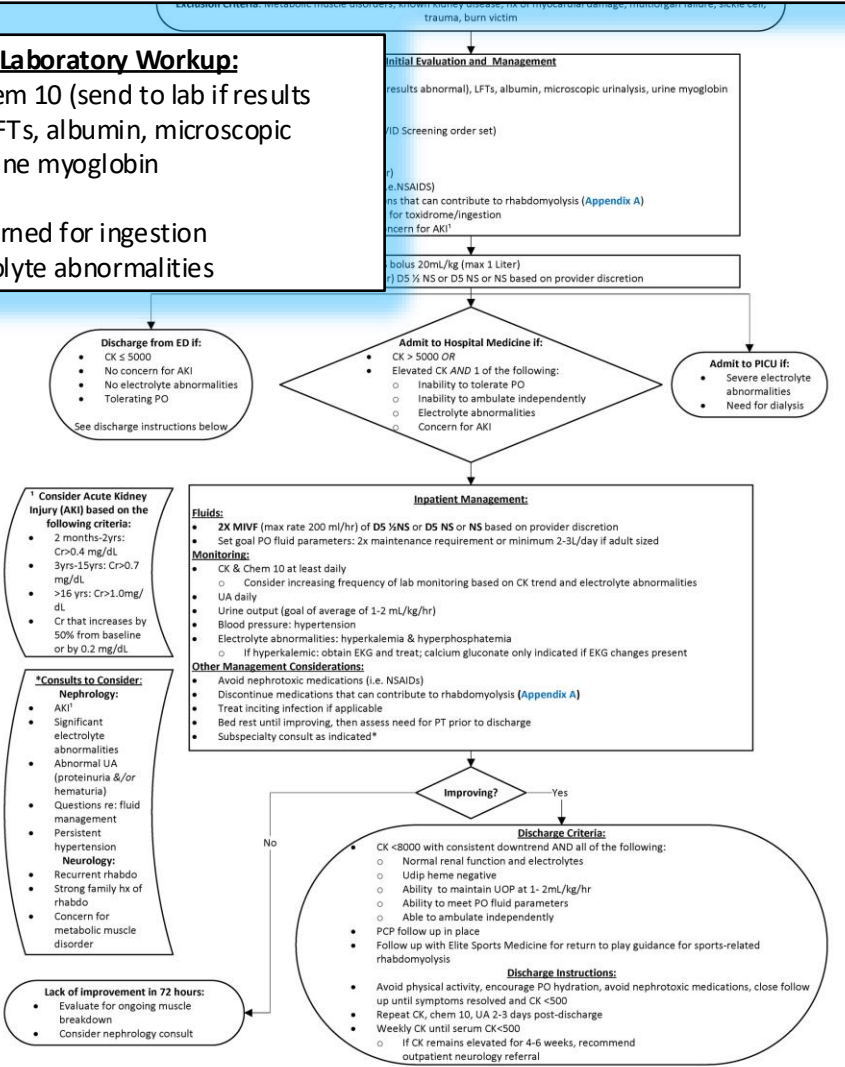 Exclusion Criteria: Metabolic muscle disorders, known kidney disease, hx of myocardial damage, multiorgan failure, sickle cell,
trauma, burn victim
Laboratory Workup:
em 10 (send to lab if results
FTs, albumin, microscopic
ne myoglobin
rned for ingestion
olyte abnormalities
Initial Evaluation and Management
results abnormal), LFTs, albumin, microscopic urinalysis, urine myoglobin
ID Screening order set)
r)
i.e.NSAIDS)
ns that can contribute to rhabdomyolysis (Appendix A)
for toxidrome/ingestion
ncern for AKI¹
bolus 20mL/kg (max 1 Liter)
r) D5 ½ NS or D5 NS or NS based on provider discretion
Discharge from ED if:
• CK ≤ 5000
• No concern for AKI
• No electrolyte abnormalities
• Tolerating PO
See discharge instructions below
Admit to Hospital Medicine if:
• CK > 5000 OR
• Elevated CK AND 1 of the following:
o Inability to tolerate PO
o Inability to ambulate independently
o Electrolyte abnormalities
o Concern for AKI
Admit to PICU if:
• Severe electrolyte
abnormalities
• Need for dialysis
¹ Consider Acute Kidney
Injury (AKI) based on the
following criteria:
• 2 months-2yrs:
Cr>0.4 mg/dL
• 3yrs-15yrs: Cr>0.7
mg/dL
• >16 yrs: Cr>1.0mg/
dL
• Cr that increases by
50% from baseline
or by 0.2 mg/dL
*Consults to Consider:
Nephrology:
• AKI¹
• Significant
electrolyte
abnormalities
• Abnormal UA
(proteinuria &/or
hematuria)
• Questions re: fluid
management
• Persistent
hypertension
Neurology:
• Recurrent rhabdo
• Strong family hx of
rhabdo
• Concern for
metabolic muscle
disorder
Inpatient Management:
Fluids:
• 2X MIVF (max rate 200 ml/hr) of D5 ½NS or D5 NS or NS based on provider discretion
• Set goal PO fluid parameters: 2x maintenance requirement or minimum 2-3L/day if adult sized
Monitoring:
• CK & Chem 10 at least daily
o Consider increasing frequency of lab monitoring based on CK trend and electrolyte abnormalities
• UA daily
• Urine output (goal of average of 1-2 mL/kg/hr)
• Blood pressure: hypertension
• Electrolyte abnormalities: hyperkalemia & hyperphosphatemia
o If hyperkalemic: obtain EKG and treat; calcium gluconate only indicated if EKG changes present
Other Management Considerations:
• Avoid nephrotoxic medications (i.e. NSAIDs)
• Discontinue medications that can contribute to rhabdomyolysis (Appendix A)
• Treat inciting infection if applicable
• Bed rest until improving, then assess need for PT prior to discharge
• Subspecialty consult as indicated*
Improving?
Yes
No
Discharge Criteria:
• CK <8000 with consistent downtrend AND all of the following:
o Normal renal function and electrolytes
o Udip heme negative
o Ability to maintain UOP at 1- 2mL/kg/hr
o Ability to meet PO fluid parameters
o Able to ambulate independently
• PCP follow up in place
• Follow up with Elite Sports Medicine for return to play guidance for sports-related
rhabdomyolysis
Discharge Instructions:
• Avoid physical activity, encourage PO hydration, avoid nephrotoxic medications, close follow
up until symptoms resolved and CK <500
• Repeat CK, chem 10, UA 2-3 days post-discharge
• Weekly CK until serum CK<500
o If CK remains elevated for 4-6 weeks, recommend
outpatient neurology referral
Lack of improvement in 72 hours:
• Evaluate for ongoing muscle
breakdown
• Consider nephrology consult